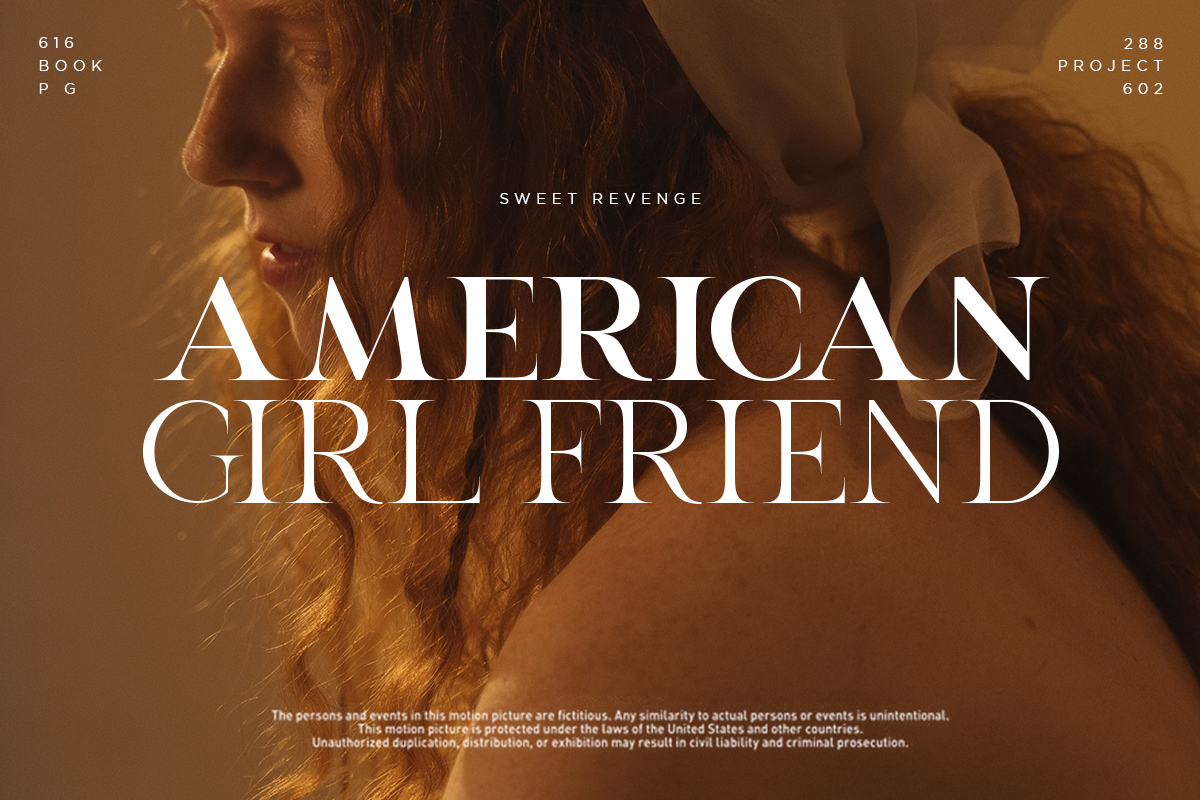 616
BOOK
P G
288
PROJECT
602
SWEET REVENGE
AMERICAN
GIRL FRIEND
The persons and events in this motion picture are fictitious. Any similarity to actual persons or events is unintentional.
This motion picture is protected under the laws of the United States and other countries.
Unauthorized duplication, distribution, or exhibition may result in civil liability and criminal prosecution.